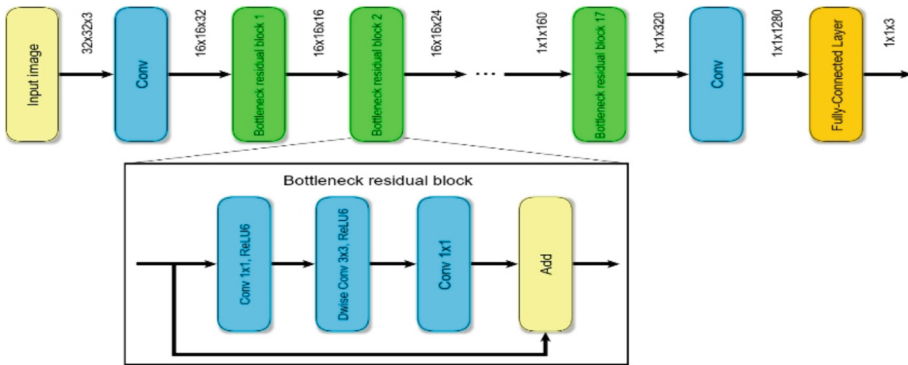 Input image
32x32x3
Conv
16x16x32
Bottleneck residual block 1
16x16x16
Bottleneck residual block 2
16x16x24
...
1x1x160
Bottleneck residual block 17
1x1x320
Conv
1x1x1280
Fully-Connected Layer
1x1x3
Bottleneck residual block
Conv 1x1, ReLU6
Dwise Conv 3x3, ReLU6
Conv 1x1
Add